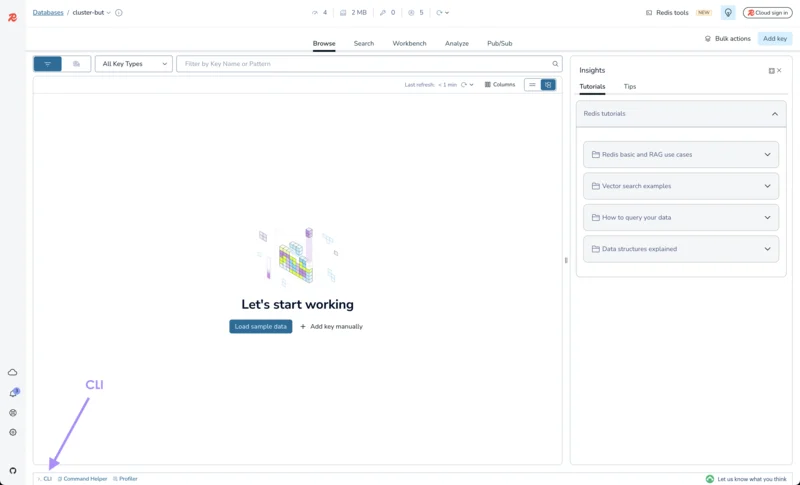 Databases / cluster-but
4
2 MB
0
5
Redis tools
NEW
Cloud sign in
Browse
Search
Workbench
Analyze
Pub/Sub
Bulk actions
Add key
All Key Types
Filter by Key Name or Pattern
Last refresh: < 1 min
Columns
Insights
Tutorials
Tips
Redis tutorials
Redis basic and RAG use cases
Vector search examples
How to query your data
Data structures explained
Let's start working
Load sample data
+ Add key manually
CLI
3
>_ CLI
Command Helper
Profiler
Let us know what you think